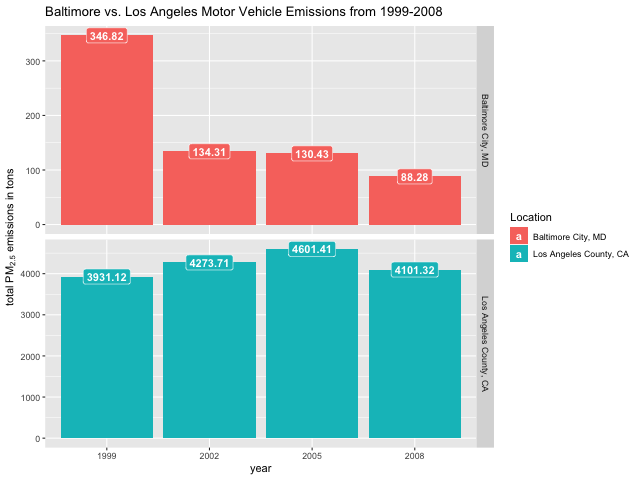 Baltimore vs. Los Angeles Motor Vehicle Emissions from 1999-2008
total PM2.5 emissions in tons
300
200
100
0
346.82
134.31
130.43
88.28
Baltimore City, MD
4000
3000
2000
1000
0
3931.12
4273.71
4601.41
4101.32
Los Angeles County, CA
1999
2002
2005
2008
year
Location
a Baltimore City, MD
a Los Angeles County, CA